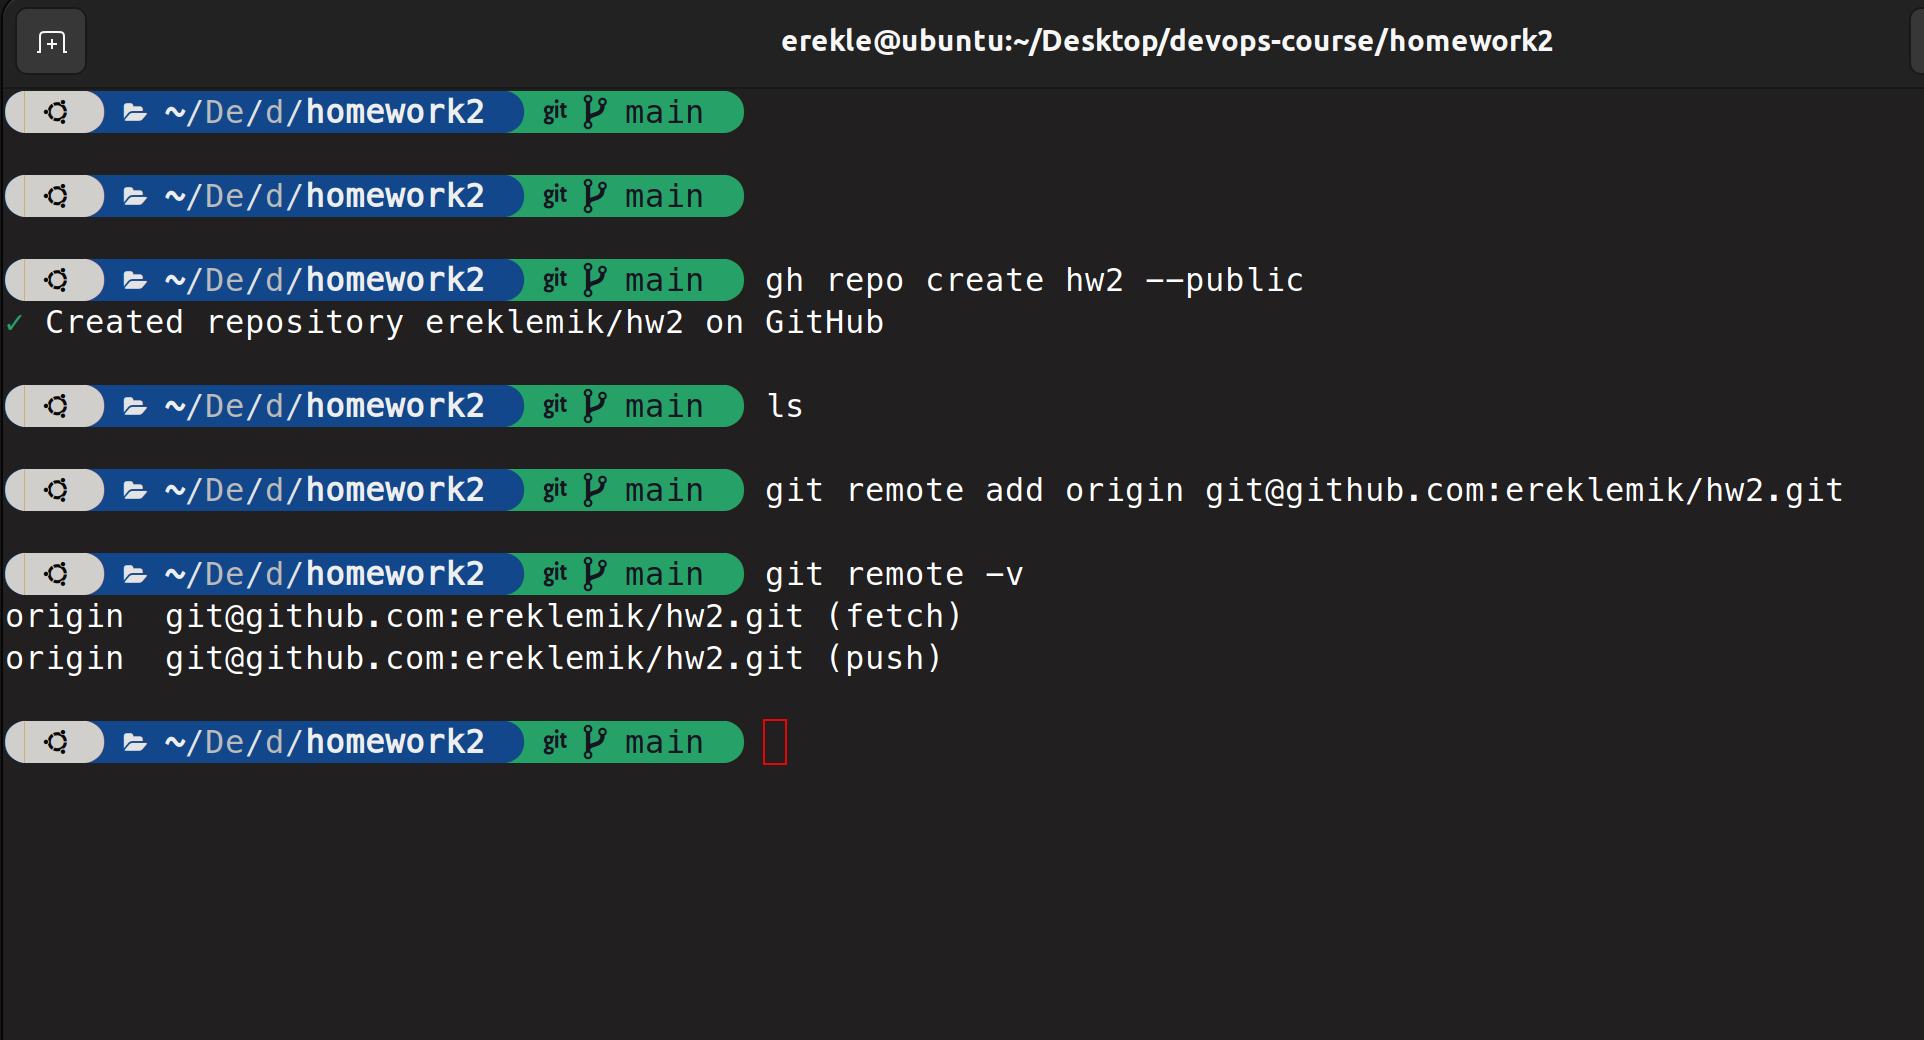 erekle@ubuntu:~/Desktop/devops-course/homework2
~/De/d/homework2 git main
~/De/d/homework2 git main
~/De/d/homework2 git main gh repo create hw2 --public
✓ Created repository ereklemik/hw2 on GitHub
~/De/d/homework2 git main ls
~/De/d/homework2 git main git remote add origin git@github.com:ereklemik/hw2.git
~/De/d/homework2 git main git remote -v
origin  git@github.com:ereklemik/hw2.git (fetch)
origin  git@github.com:ereklemik/hw2.git (push)
~/De/d/homework2 git main